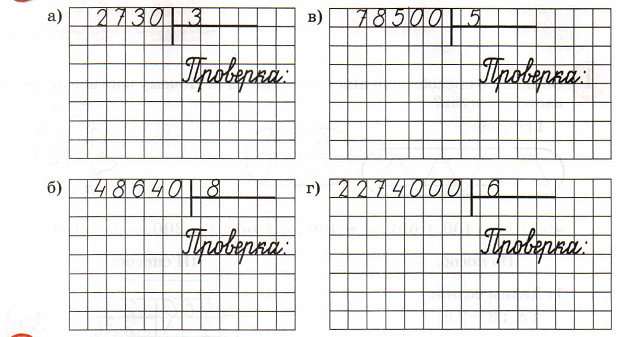 а) 2730 3
Проверка:
в) 78500 5
Проверка:
б) 48640 8
Проверка:
г) 2274000 6
Проверка: